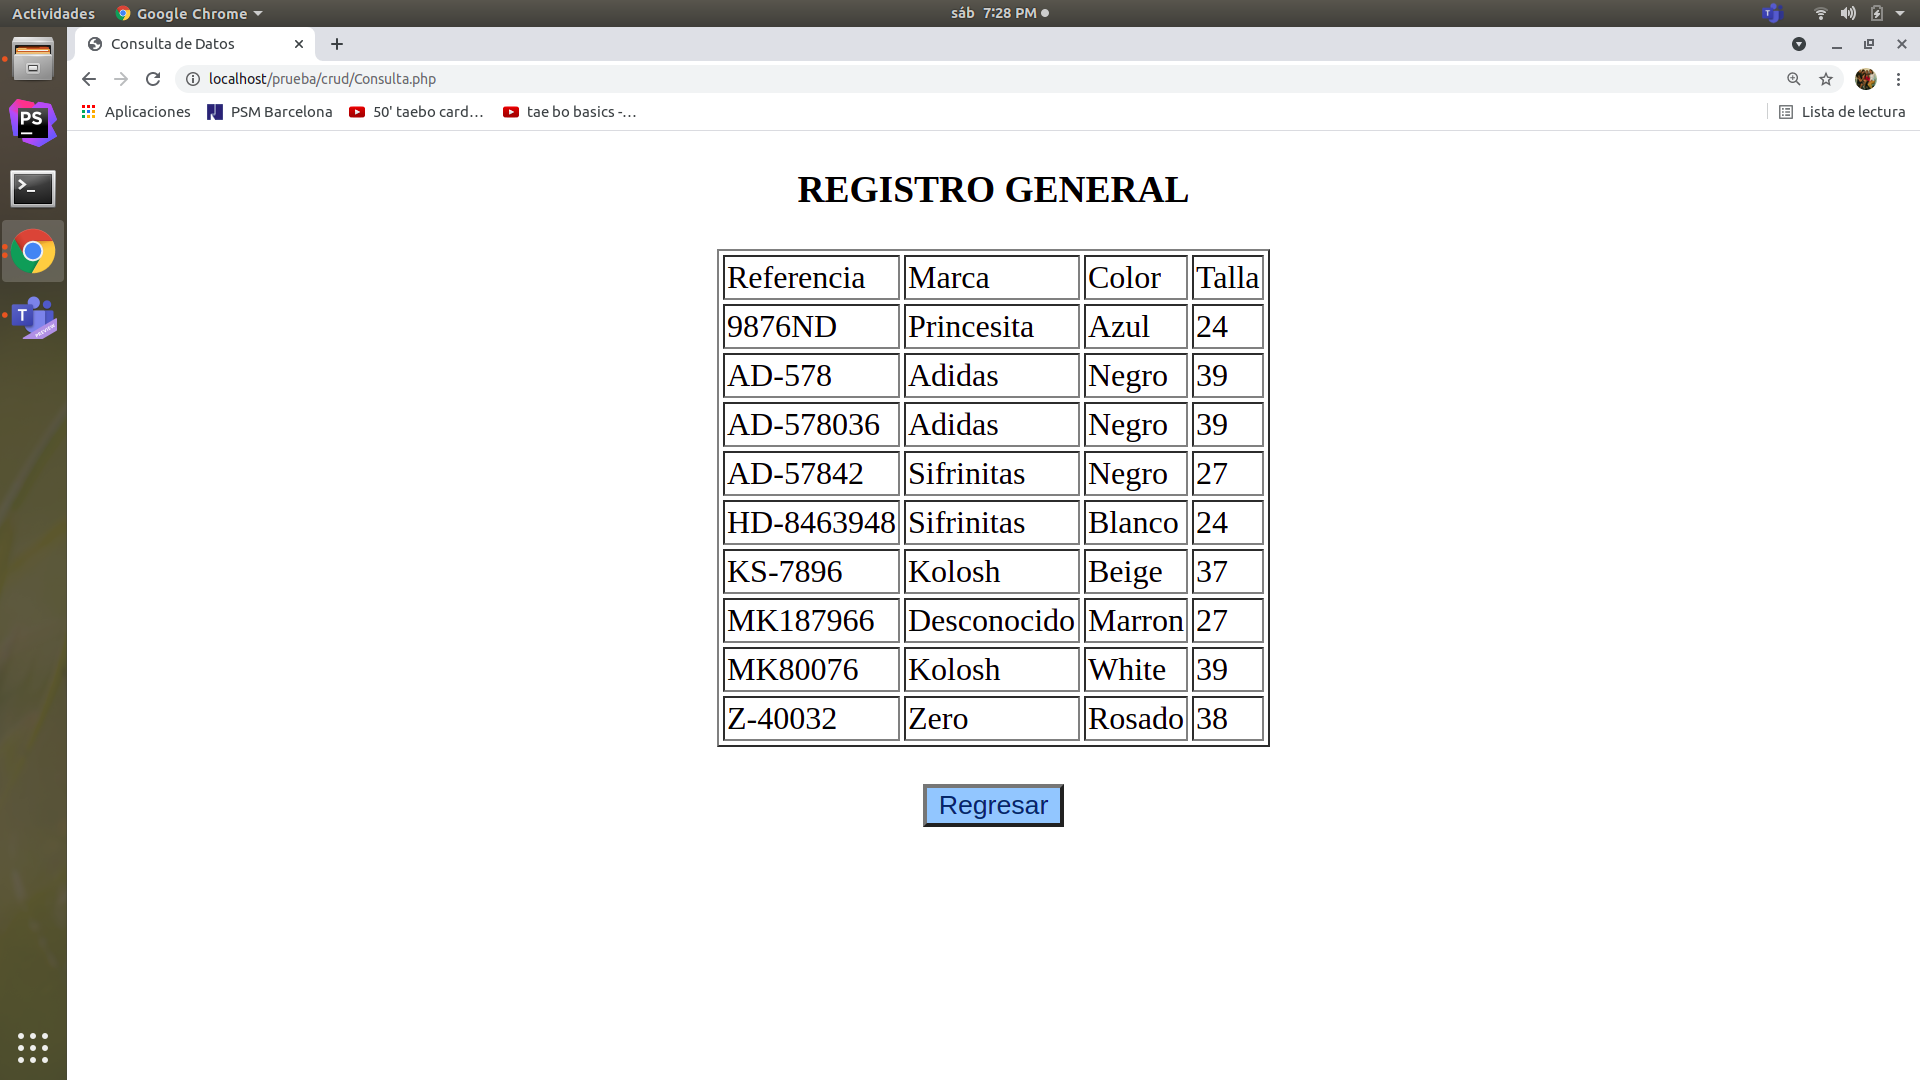 Actividades Google Chrome sáb 7:28 PM
Consulta de Datos
localhost/prueba/crud/Consulta.php
Aplicaciones PSM Barcelona 50' taebo card… tae bo basics -… Lista de lectura
PS
T
PREVIEW
REGISTRO GENERAL
Referencia Marca Color Talla
9876ND Princesita Azul 24
AD-578 Adidas Negro 39
AD-578036 Adidas Negro 39
AD-57842 Sifrinitas Negro 27
HD-8463948 Sifrinitas Blanco 24
KS-7896 Kolosh Beige 37
MK187966 Desconocido Marron 27
MK80076 Kolosh White 39
Z-40032 Zero Rosado 38
Regresar